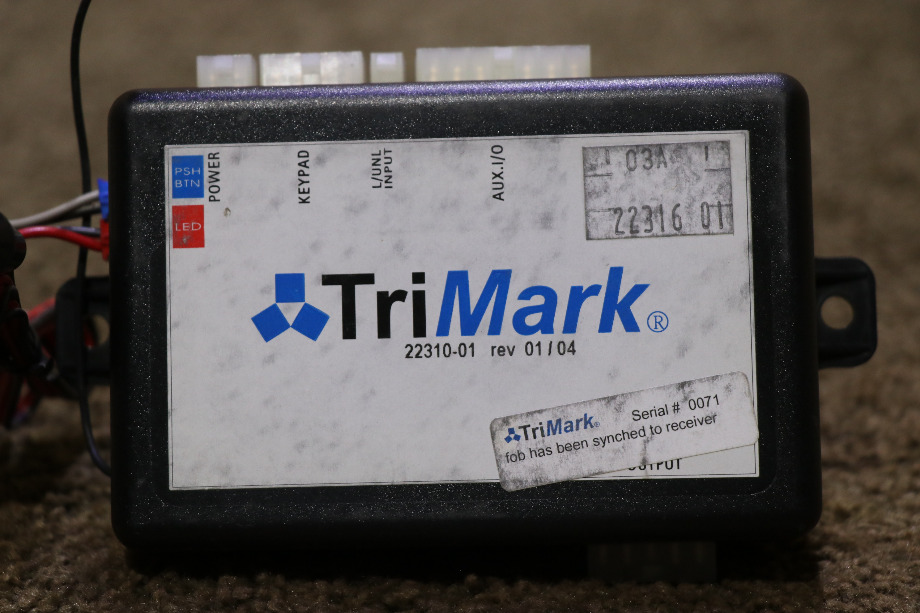 PSH
BTN
LED
POWER
KEYPAD
L/UNL
INPUT
AUX.I/O
03A
22316 01
TriMark®
22310-01 rev 01/04
TriMark® Serial # 0071
fob has been synched to receiver